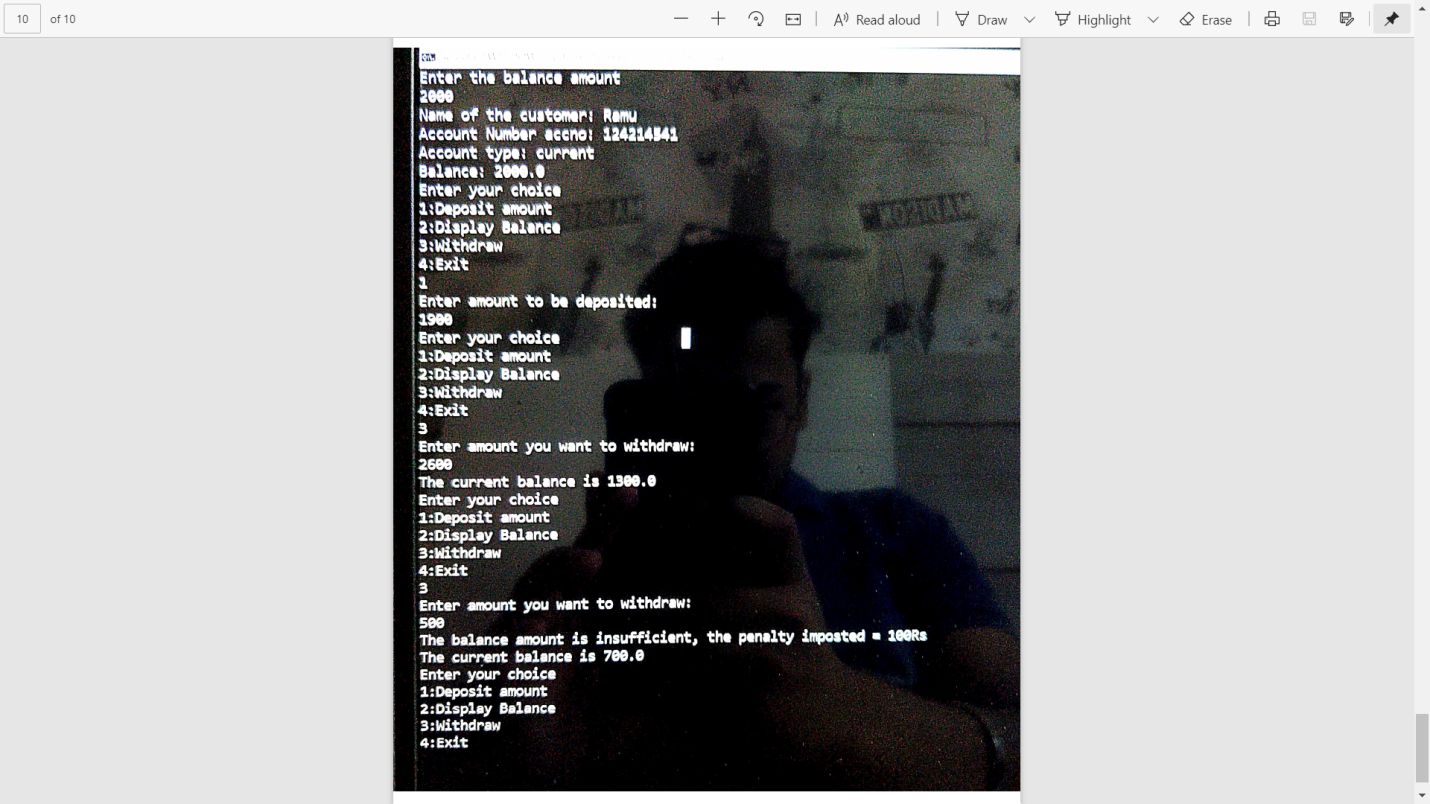 10 of 10 Read aloud Draw Highlight Erase
Enter the balance amount
2000
Name of the customer: Ramu
Account Number accno: 124214541
Account type: current
Balance: 2000.0
Enter your choice
1:Deposit amount
2:Display Balance
3:Withdraw
4:Exit
1
Enter amount to be deposited:
1900
Enter your choice
1:Deposit amount
2:Display Balance
3:Withdraw
4:Exit
3
Enter amount you want to withdraw:
2600
The current balance is 1300.0
Enter your choice
1:Deposit amount
2:Display Balance
3:Withdraw
4:Exit
3
Enter amount you want to withdraw:
500
The balance amount is insufficient, the penalty imposted = 100Rs
The current balance is 700.0
Enter your choice
1:Deposit amount
2:Display Balance
3:Withdraw
4:Exit